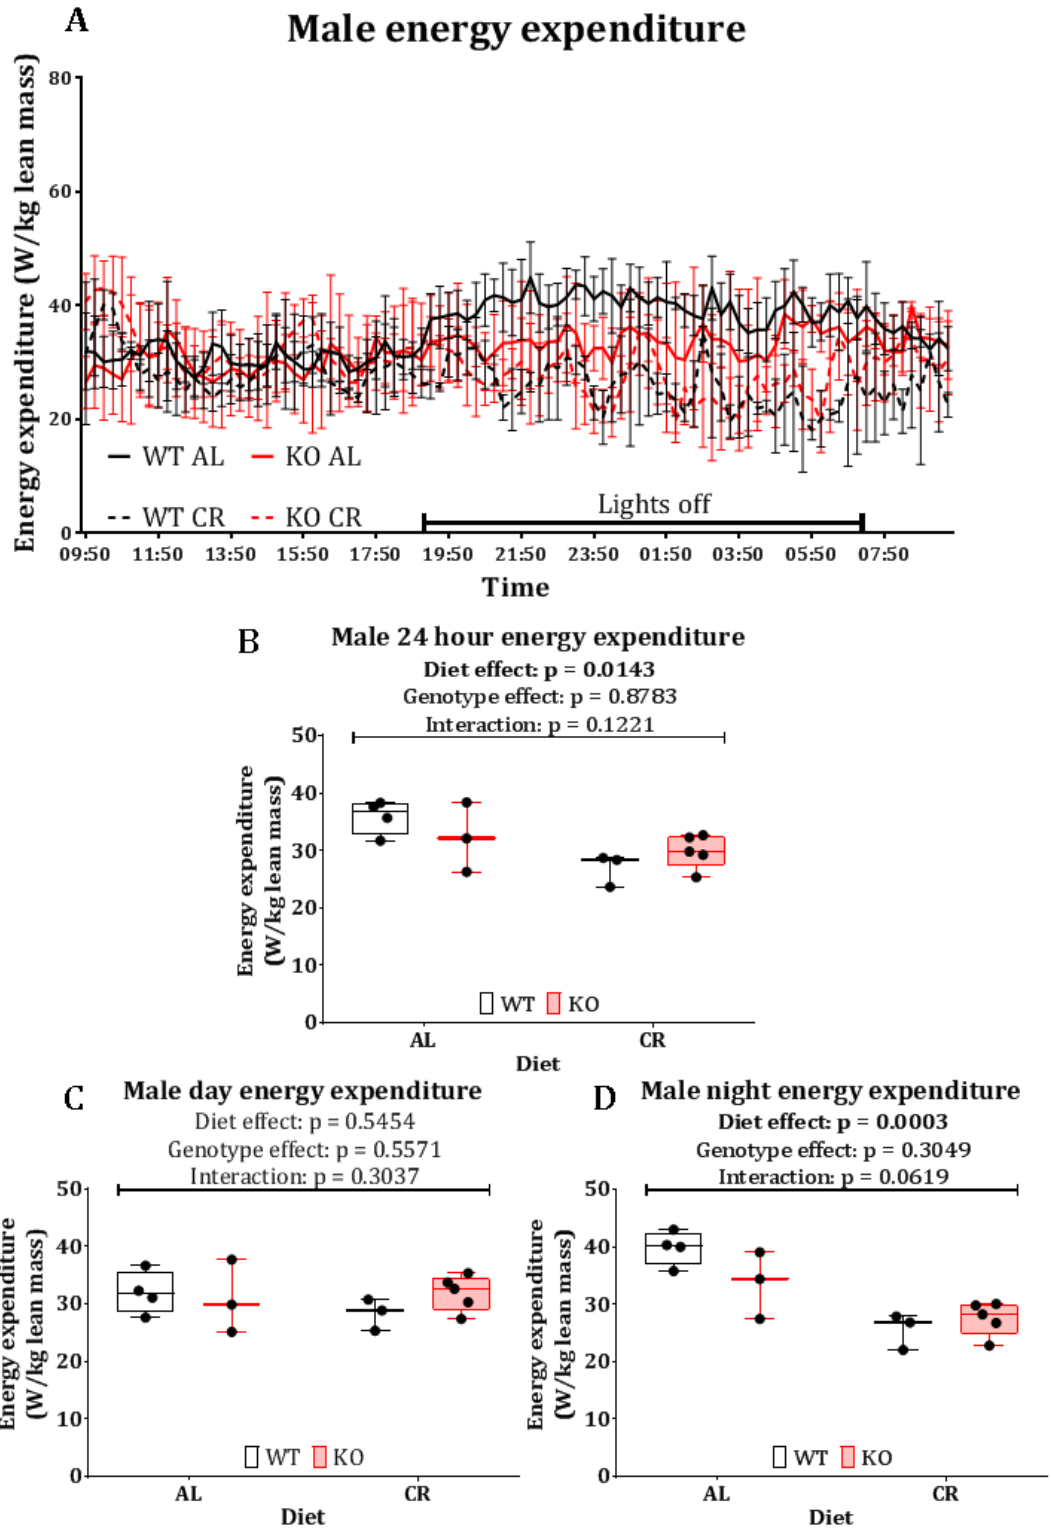 A
Male energy expenditure
Energy expenditure (W/kg lean mass)
80
60
40
20
0
WT AL
KO AL
WT CR
KO CR
Lights off
09:50 11:50 13:50 15:50 17:50 19:50 21:50 23:50 01:50 03:50 05:50 07:50
Time
B
Male 24 hour energy expenditure
Diet effect: p = 0.0143
Genotype effect: p = 0.8783
Interaction: p = 0.1221
Energy expenditure
(W/kg lean mass)
50
40
30
20
10
0
WT KO
AL CR
Diet
C
Male day energy expenditure
Diet effect: p = 0.5454
Genotype effect: p = 0.5571
Interaction: p = 0.3037
Energy expenditure
(W/kg lean mass)
50
40
30
20
10
0
WT KO
AL CR
Diet
D
Male night energy expenditure
Diet effect: p = 0.0003
Genotype effect: p = 0.3049
Interaction: p = 0.0619
Energy expenditure
(W/kg lean mass)
50
40
30
20
10
0
WT KO
AL CR
Diet